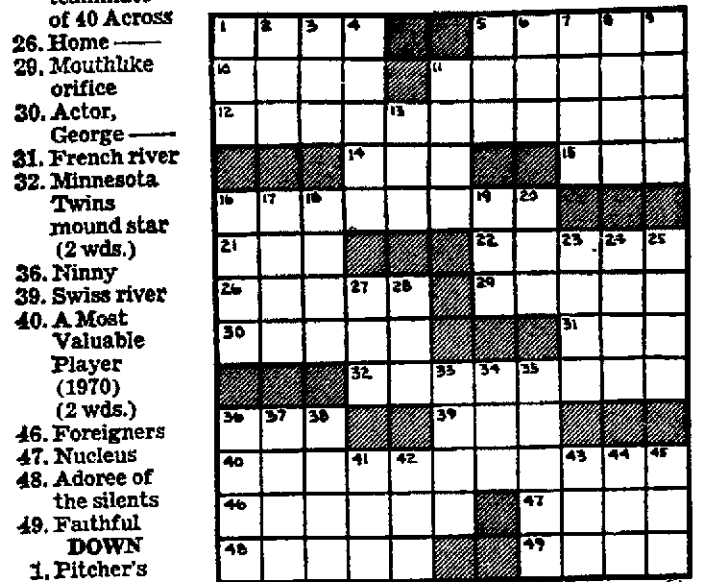 of 40 Across
26. Home ——
29. Mouthlike
orifice
30. Actor,
George ——
31. French river
32. Minnesota
Twins
mound star
(2 wds.)
36. Ninny
39. Swiss river
40. A Most
Valuable
Player
(1970)
(2 wds.)
46. Foreigners
47. Nucleus
48. Adoree of
the silents
49. Faithful
DOWN
1. Pitcher's
1 2 3 4 5 6 7 8 9
10 11
12 13
14 15
16 17 18 19 20
21 22 23 24 25
26 27 28 29
30 31
32 33 34 35
36 37 38 39
40 41 42 43 44 45
46 47
48 49